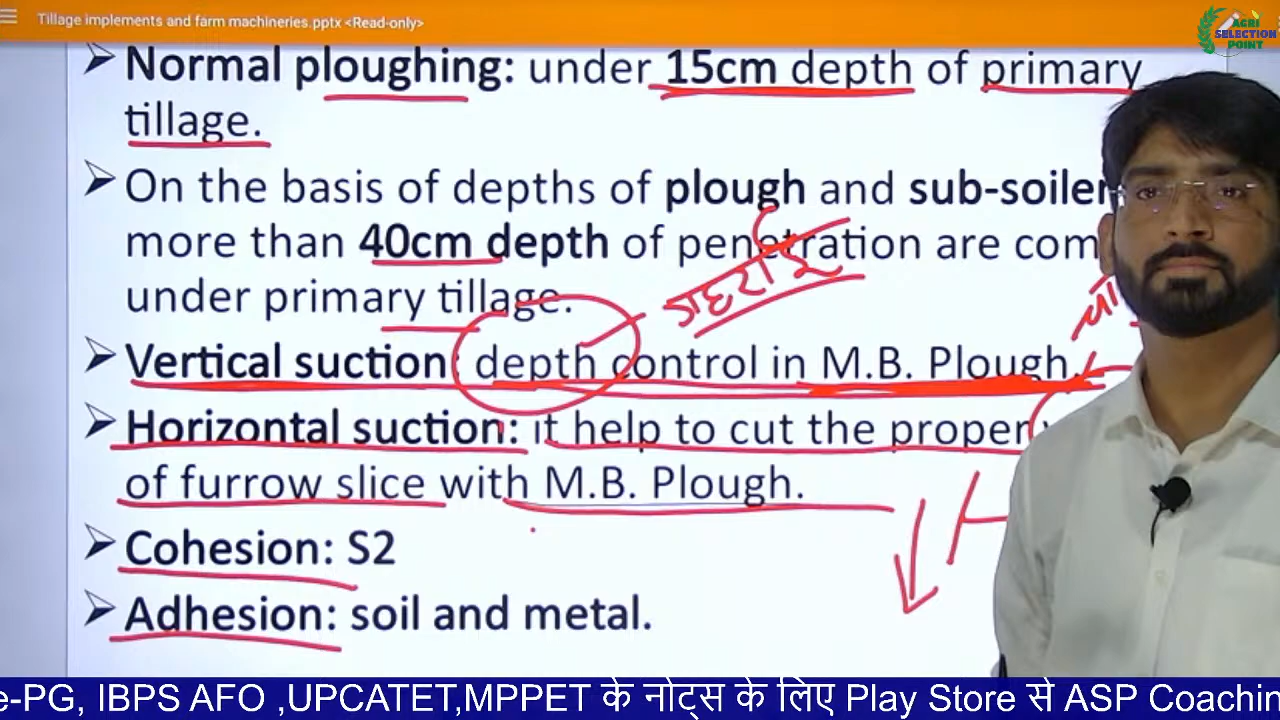 Tillage implements and farm machineries.pptx <Read-only>
AGRI
SELECTION
POINT
➢ Normal ploughing: under 15cm depth of primary
tillage.
➢ On the basis of depths of plough and sub-soiler
more than 40cm depth of penetration are com
under primary tillage.
गहराई
➢ Vertical suction: depth control in M.B. Plough.
➢ Horizontal suction: it help to cut the proper
of furrow slice with M.B. Plough.
➢ Cohesion: S2
➢ Adhesion: soil and metal.
e-PG, IBPS AFO ,UPCATET,MPPET के नोट्स के लिए Play Store से ASP Coachin